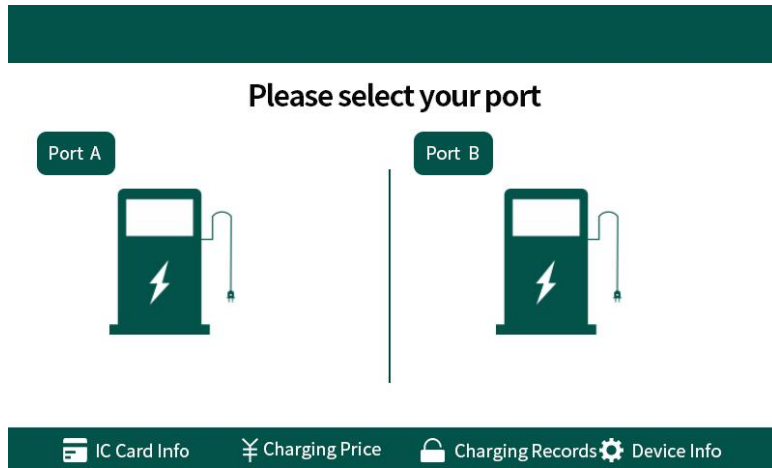 Please select your port
Port A
Port B
IC Card Info
¥ Charging Price
Charging Records
Device Info